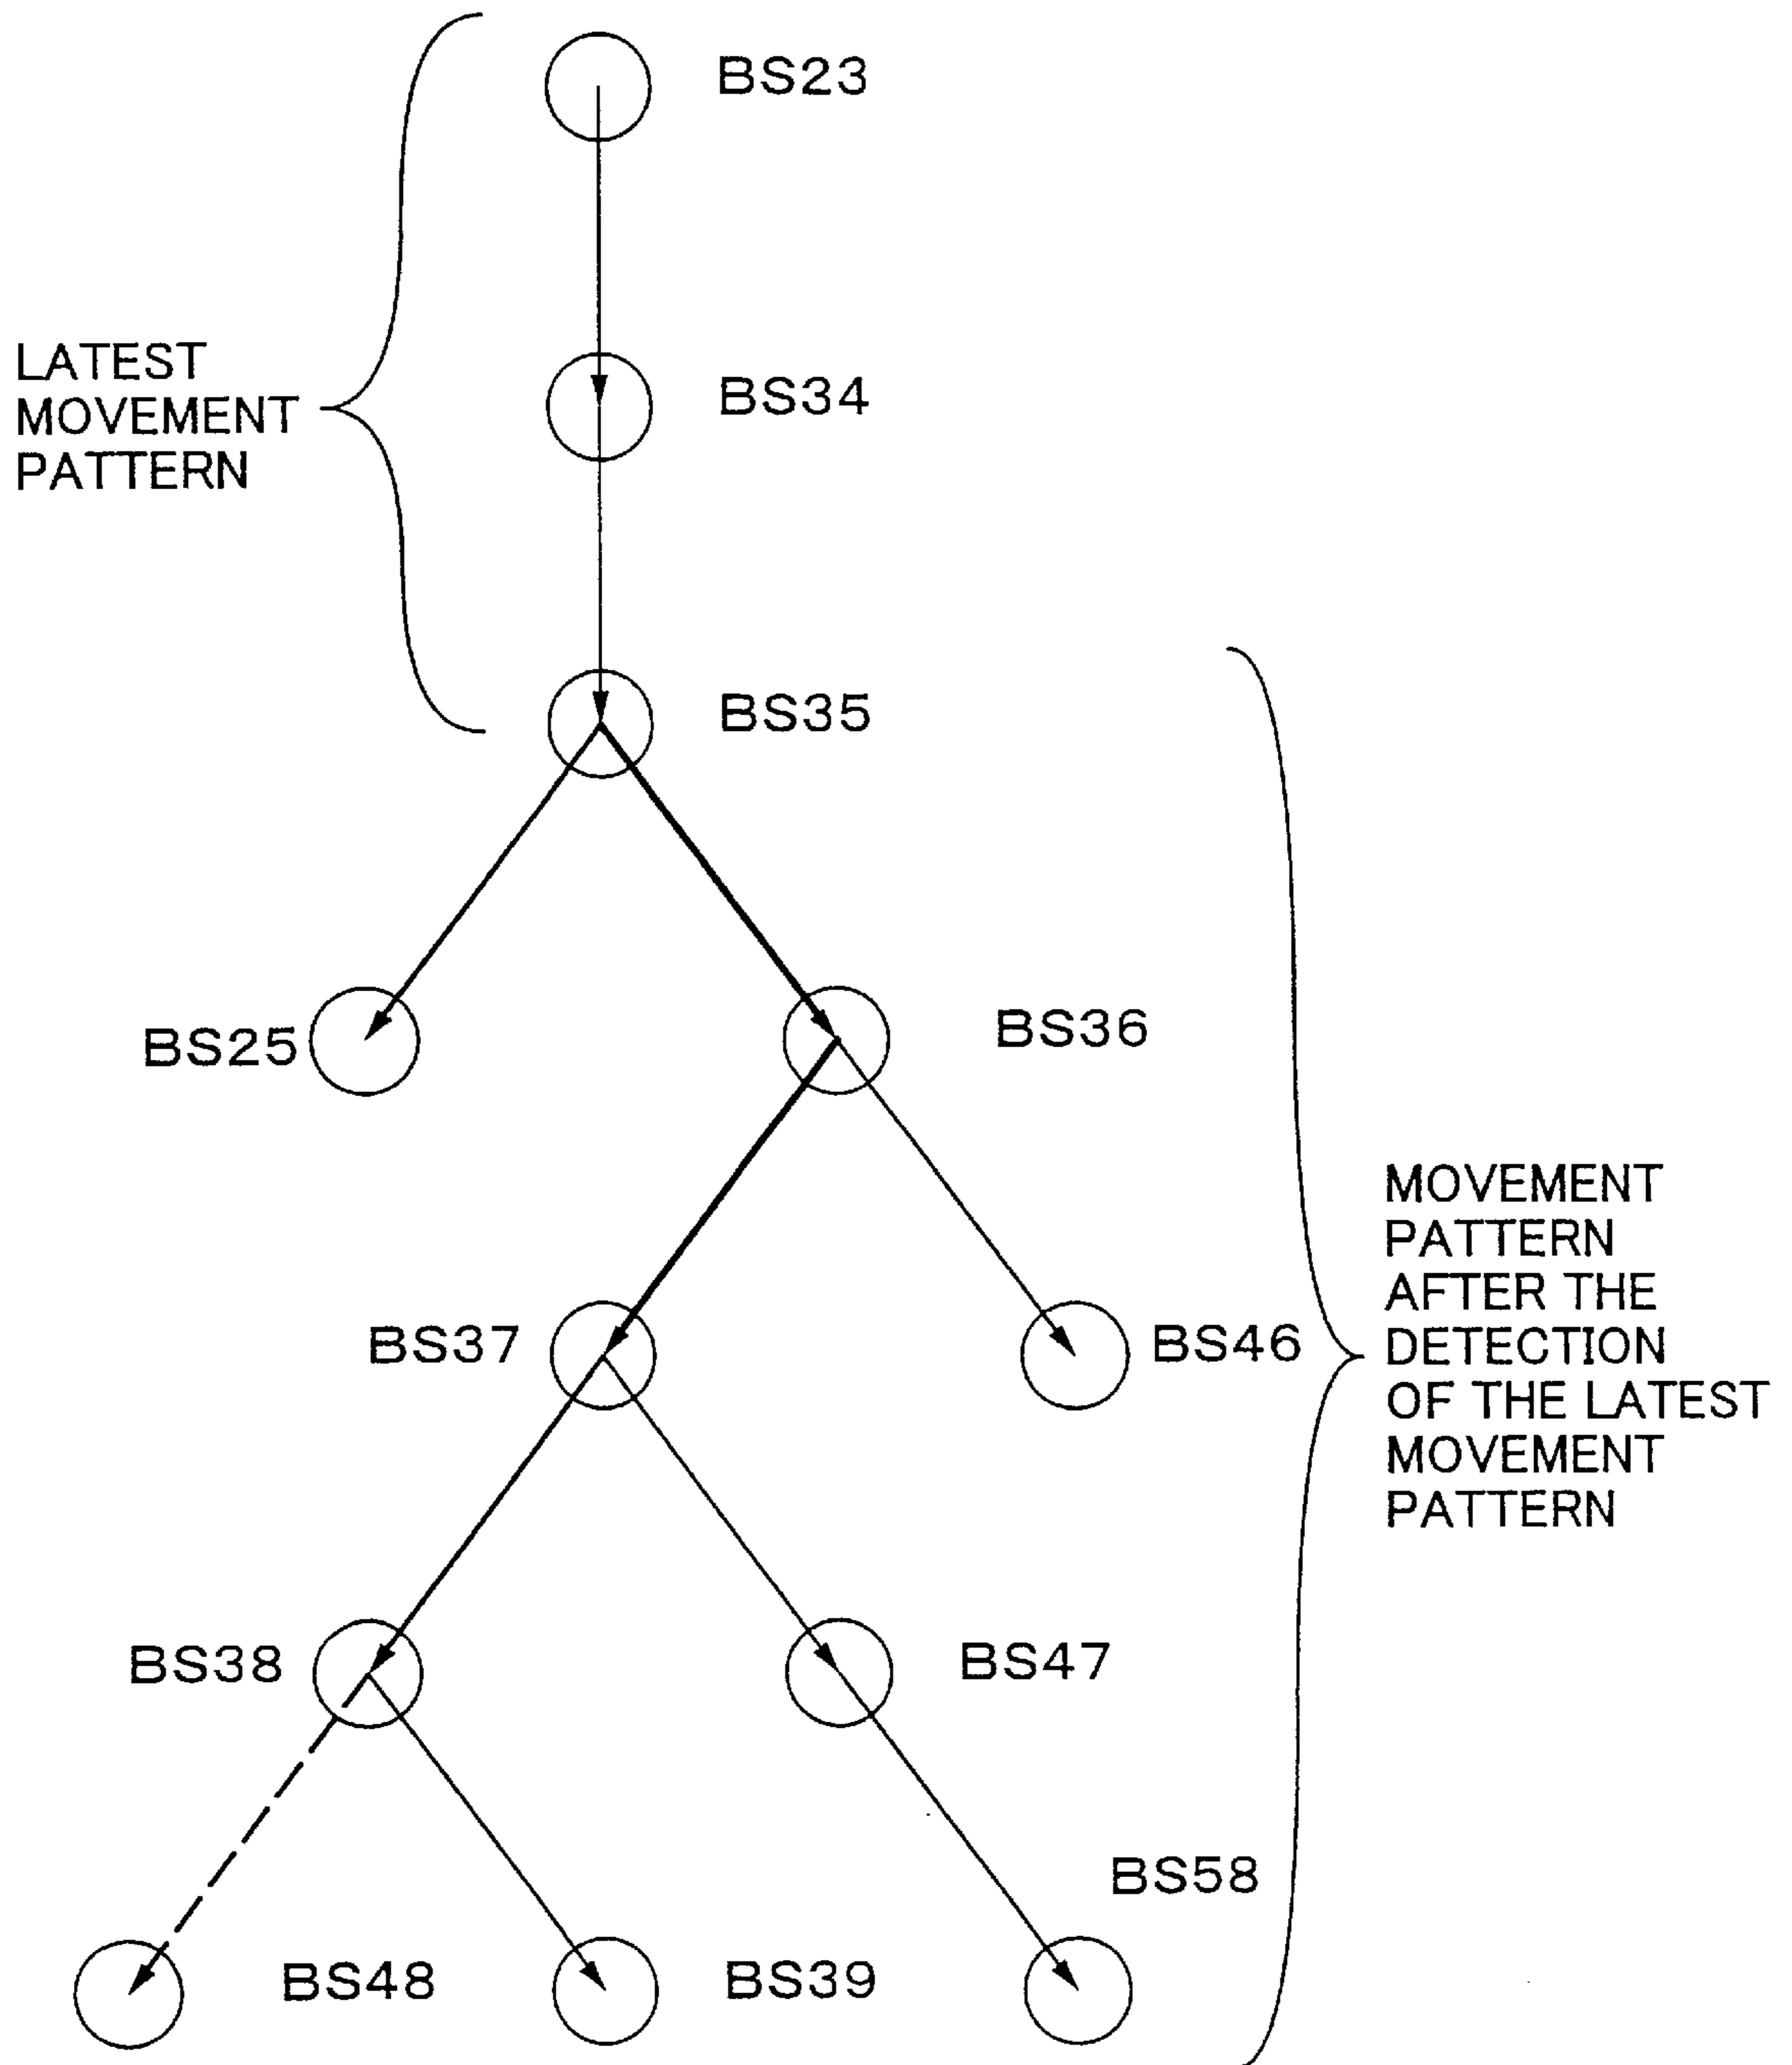 BS23
LATEST
MOVEMENT
PATTERN
BS34
BS35
BS25
BS36
MOVEMENT
PATTERN
AFTER THE
DETECTION
OF THE LATEST
MOVEMENT
PATTERN
BS37
BS46
BS38
BS47
BS58
BS48
BS39